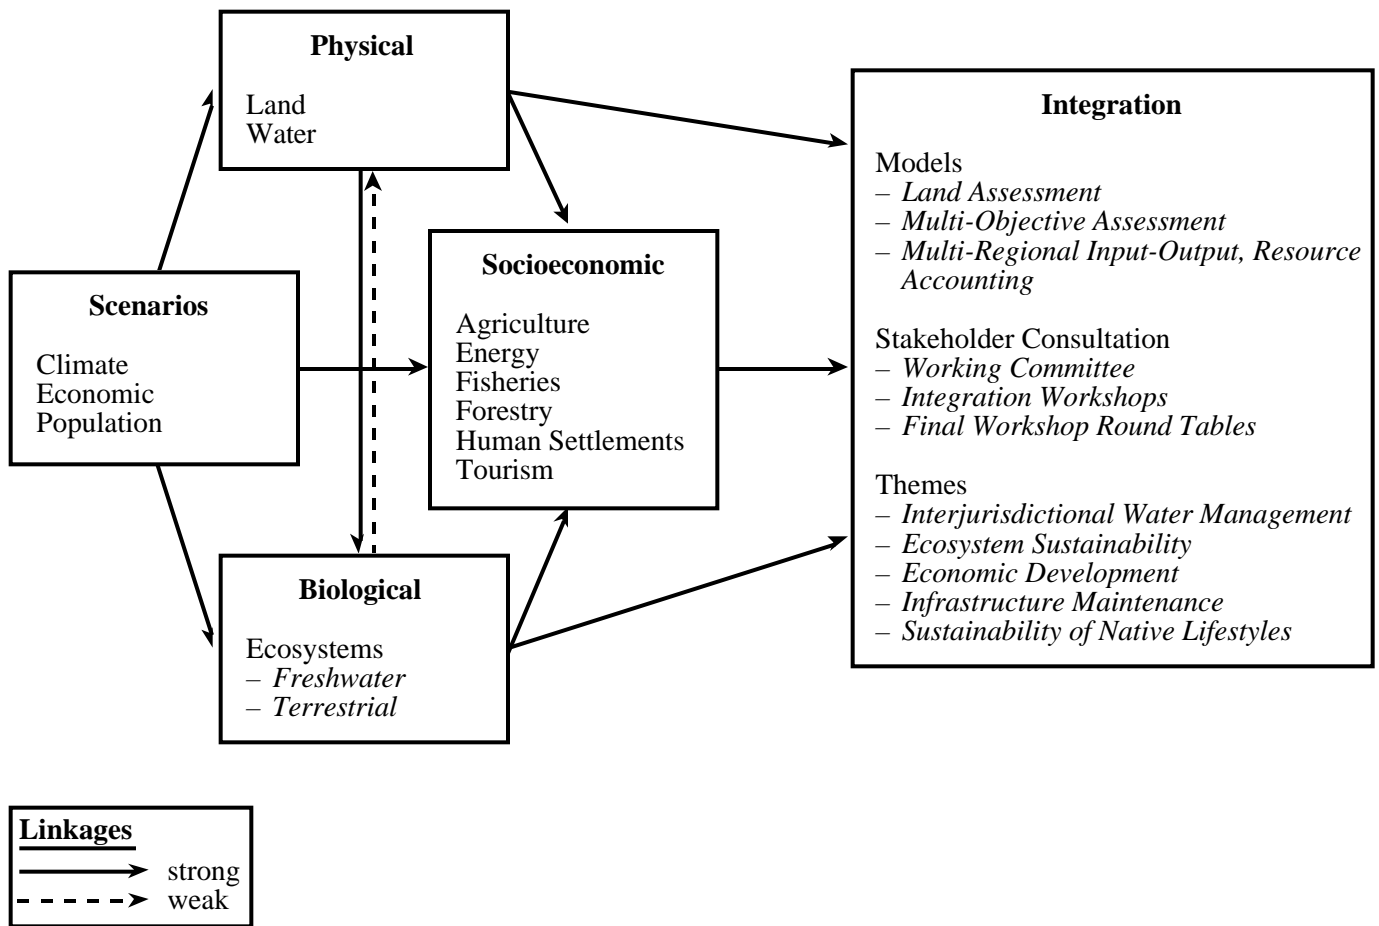 Physical
Land
Water
Scenarios
Climate
Economic
Population
Socioeconomic
Agriculture
Energy
Fisheries
Forestry
Human Settlements
Tourism
Biological
Ecosystems
– Freshwater
– Terrestrial
Integration
Models
– Land Assessment
– Multi-Objective Assessment
– Multi-Regional Input-Output, Resource
Accounting
Stakeholder Consultation
– Working Committee
– Integration Workshops
– Final Workshop Round Tables
Themes
– Interjurisdictional Water Management
– Ecosystem Sustainability
– Economic Development
– Infrastructure Maintenance
– Sustainability of Native Lifestyles
Linkages
strong
weak